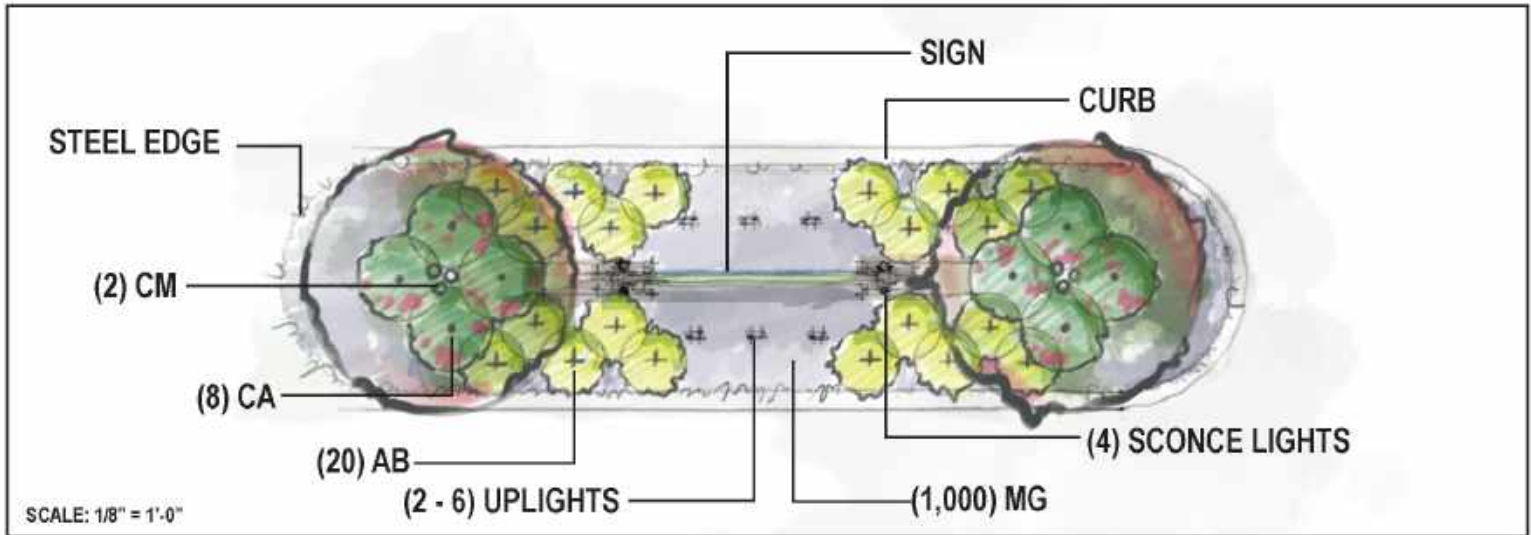 SIGN
CURB
STEEL EDGE
(2) CM
(8) CA
(4) SCONCE LIGHTS
(20) AB
(2 - 6) UPLIGHTS
(1,000) MG
SCALE: 1/8" = 1'-0"